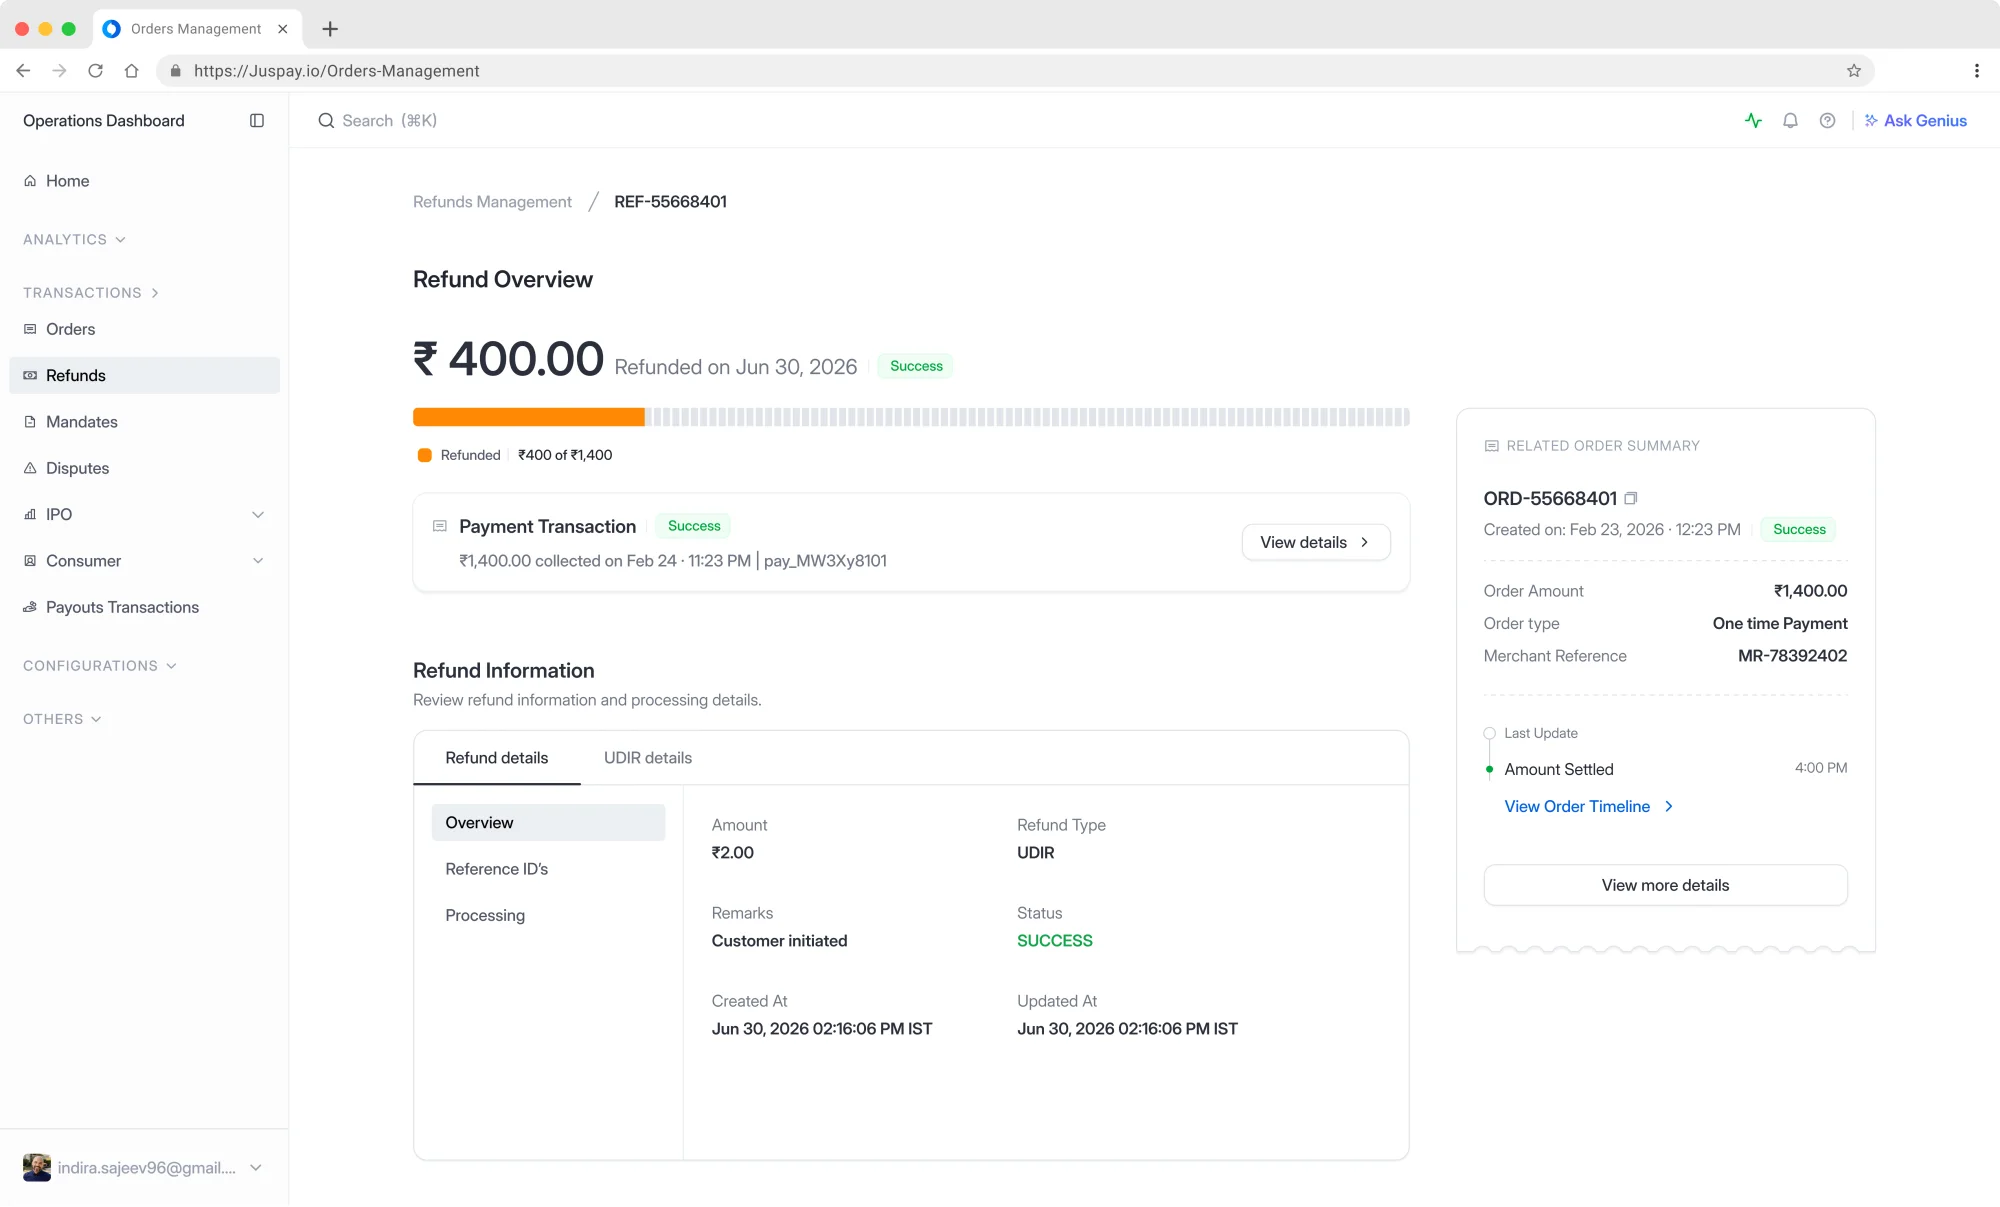 Orders Management
https://Juspay.io/Orders-Management
Operations Dashboard
Search (⌘K)
Ask Genius
Home
ANALYTICS
TRANSACTIONS
Orders
Refunds
Mandates
Disputes
IPO
Consumer
Payouts Transactions
CONFIGURATIONS
OTHERS
indira.sajeev96@gmail....
Refunds Management / REF-55668401
Refund Overview
₹ 400.00 Refunded on Jun 30, 2026 Success
Refunded ₹400 of ₹1,400
Payment Transaction Success
₹1,400.00 collected on Feb 24 · 11:23 PM | pay_MW3Xy8101
View details
Refund Information
Review refund information and processing details.
Refund details UDIR details
Overview
Reference ID's
Processing
Amount
₹2.00
Refund Type
UDIR
Remarks
Customer initiated
Status
SUCCESS
Created At
Jun 30, 2026 02:16:06 PM IST
Updated At
Jun 30, 2026 02:16:06 PM IST
RELATED ORDER SUMMARY
ORD-55668401
Created on: Feb 23, 2026 · 12:23 PM Success
Order Amount ₹1,400.00
Order type One time Payment
Merchant Reference MR-78392402
Last Update
Amount Settled 4:00 PM
View Order Timeline
View more details